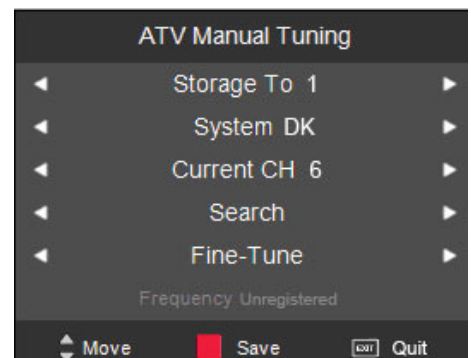 ATV Manual Tuning
Storage To 1
System DK
Current CH 6
Search
Fine-Tune
Frequency Unregistered
Move Save EXIT Quit